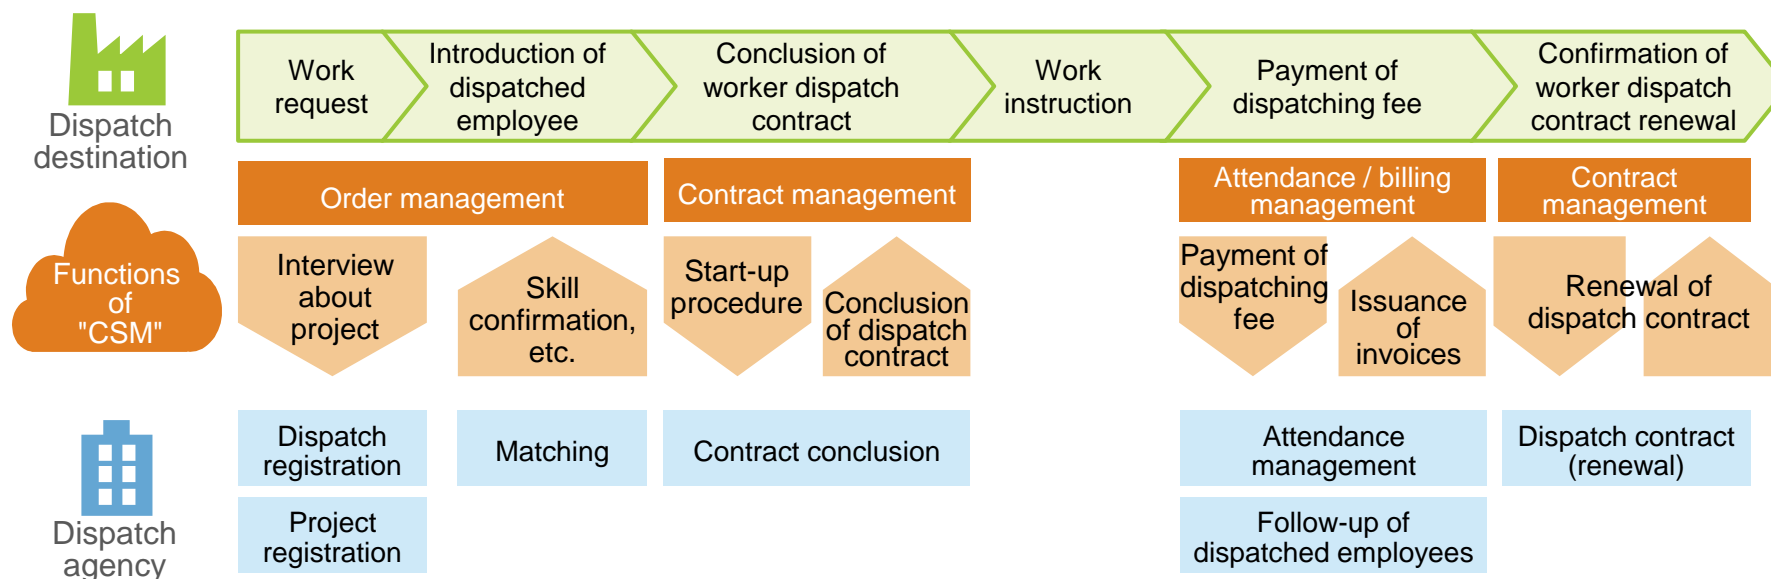 Dispatch
destination
Work
request
Introduction of
dispatched
employee
Conclusion of
worker dispatch
contract
Work
instruction
Payment of
dispatching fee
Confirmation of
worker dispatch
contract renewal
Functions
of
"CSM"
Order management
Contract management
Attendance / billing
management
Contract
management
Interview
about
project
Skill
confirmation,
etc.
Start-up
procedure
Conclusion
of dispatch
contract
Payment of
dispatching
fee
Issuance
of
invoices
Renewal of
dispatch contract
Dispatch
agency
Dispatch
registration
Matching
Contract conclusion
Attendance
management
Dispatch contract
(renewal)
Project
registration
Follow-up of
dispatched employees